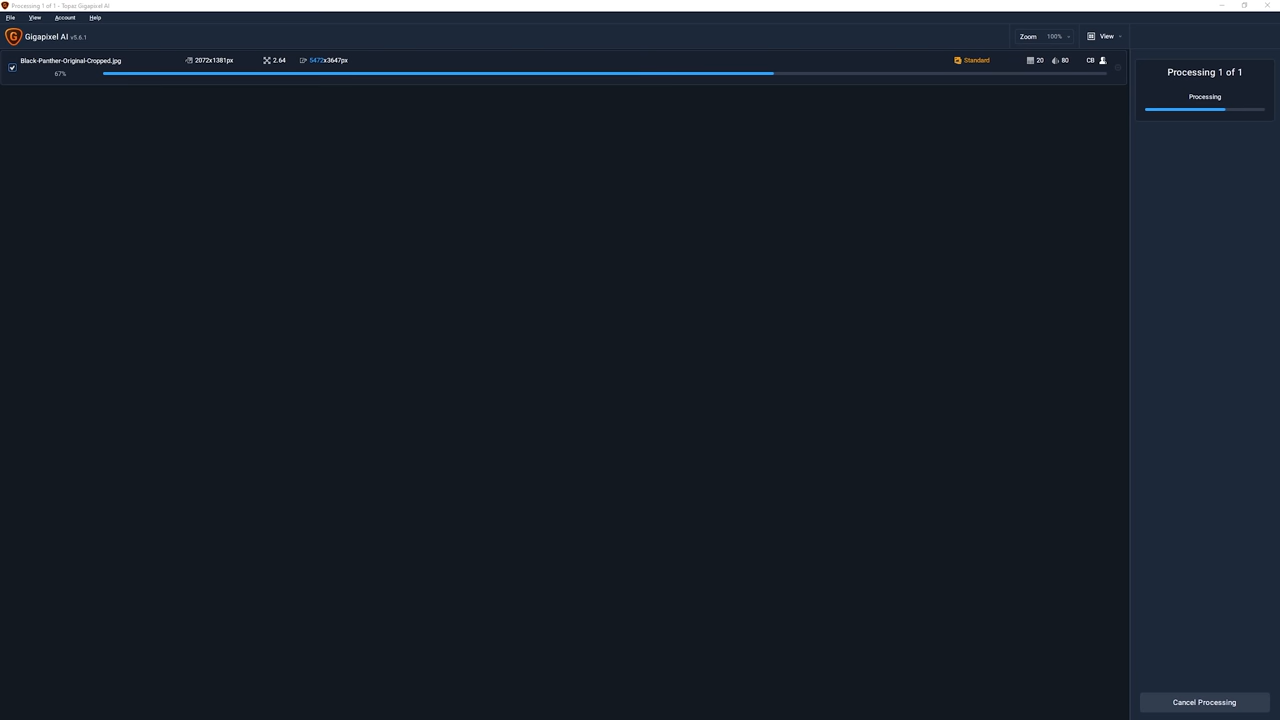 Processing 1 of 1 - Topaz Gigapixel AI
File View Account Help
Gigapixel AI v5.6.1
Zoom 100% View
Black-Panther-Original-Cropped.jpg 2072x1381px 2.64 5472x3647px Standard 20 80 CB
67%
Processing 1 of 1
Processing
Cancel Processing